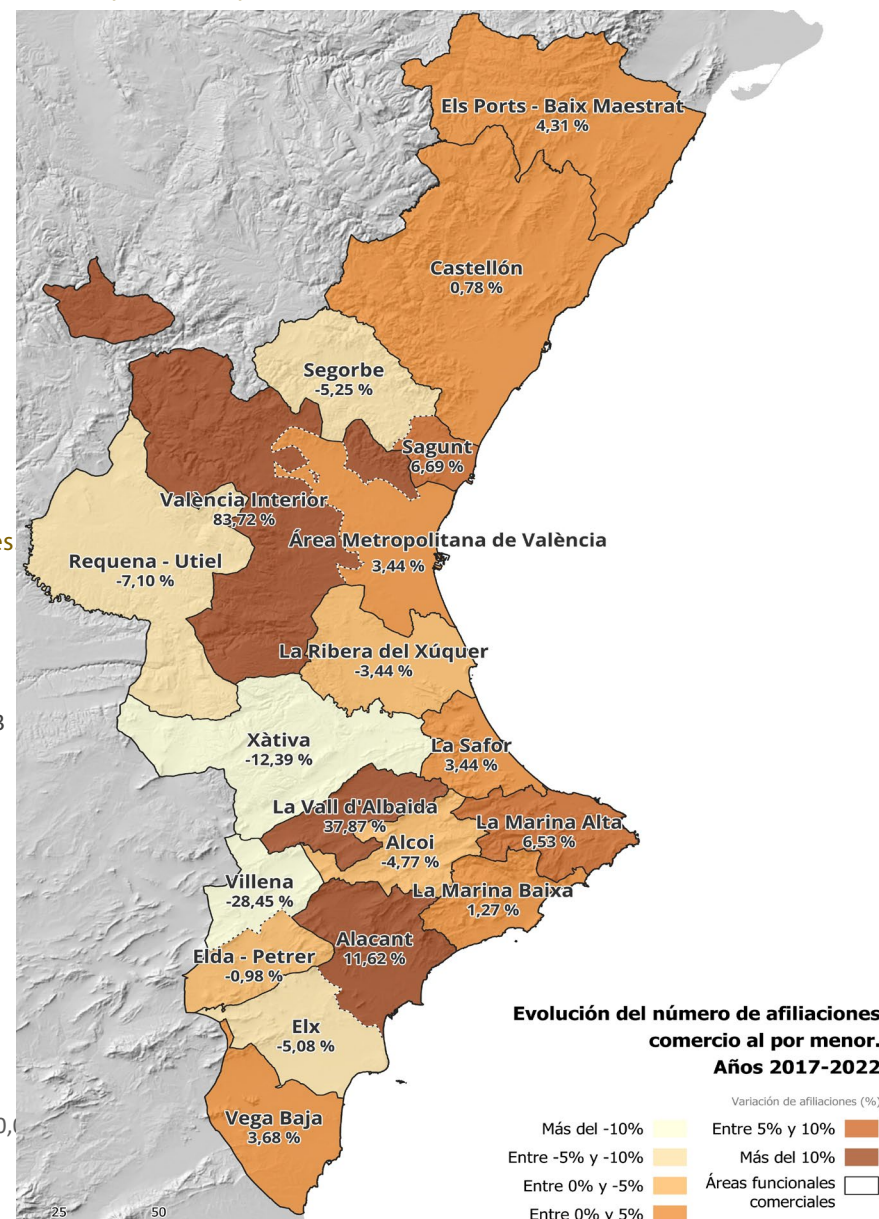 Els Ports - Baix Maestrat
4,31 %
Castellón
0,78 %
Segorbe
-5,25 %
Sagunt
6,69 %
València Interior
83,72 %
es
Área Metropolitana de València
3,44 %
Requena - Utiel
-7,10 %
La Ribera del Xúquer
-3,44 %
Xàtiva
-12,39 %
La Safor
3,44 %
La Vall d'Albaida
37,87 %
La Marina Alta
6,53 %
Alcoi
-4,77 %
Villena
-28,45 %
La Marina Baixa
1,27 %
Alacant
11,62 %
Elda - Petrer
-0,98 %
Elx
-5,08 %
Vega Baja
3,68 %
Evolución del número de afiliaciones
comercio al por menor.
Años 2017-2022
Variación de afiliaciones (%)
Más del -10%
Entre -5% y -10%
Entre 0% y -5%
Entre 0% y 5%
Entre 5% y 10%
Más del 10%
Áreas funcionales
comerciales
25 50